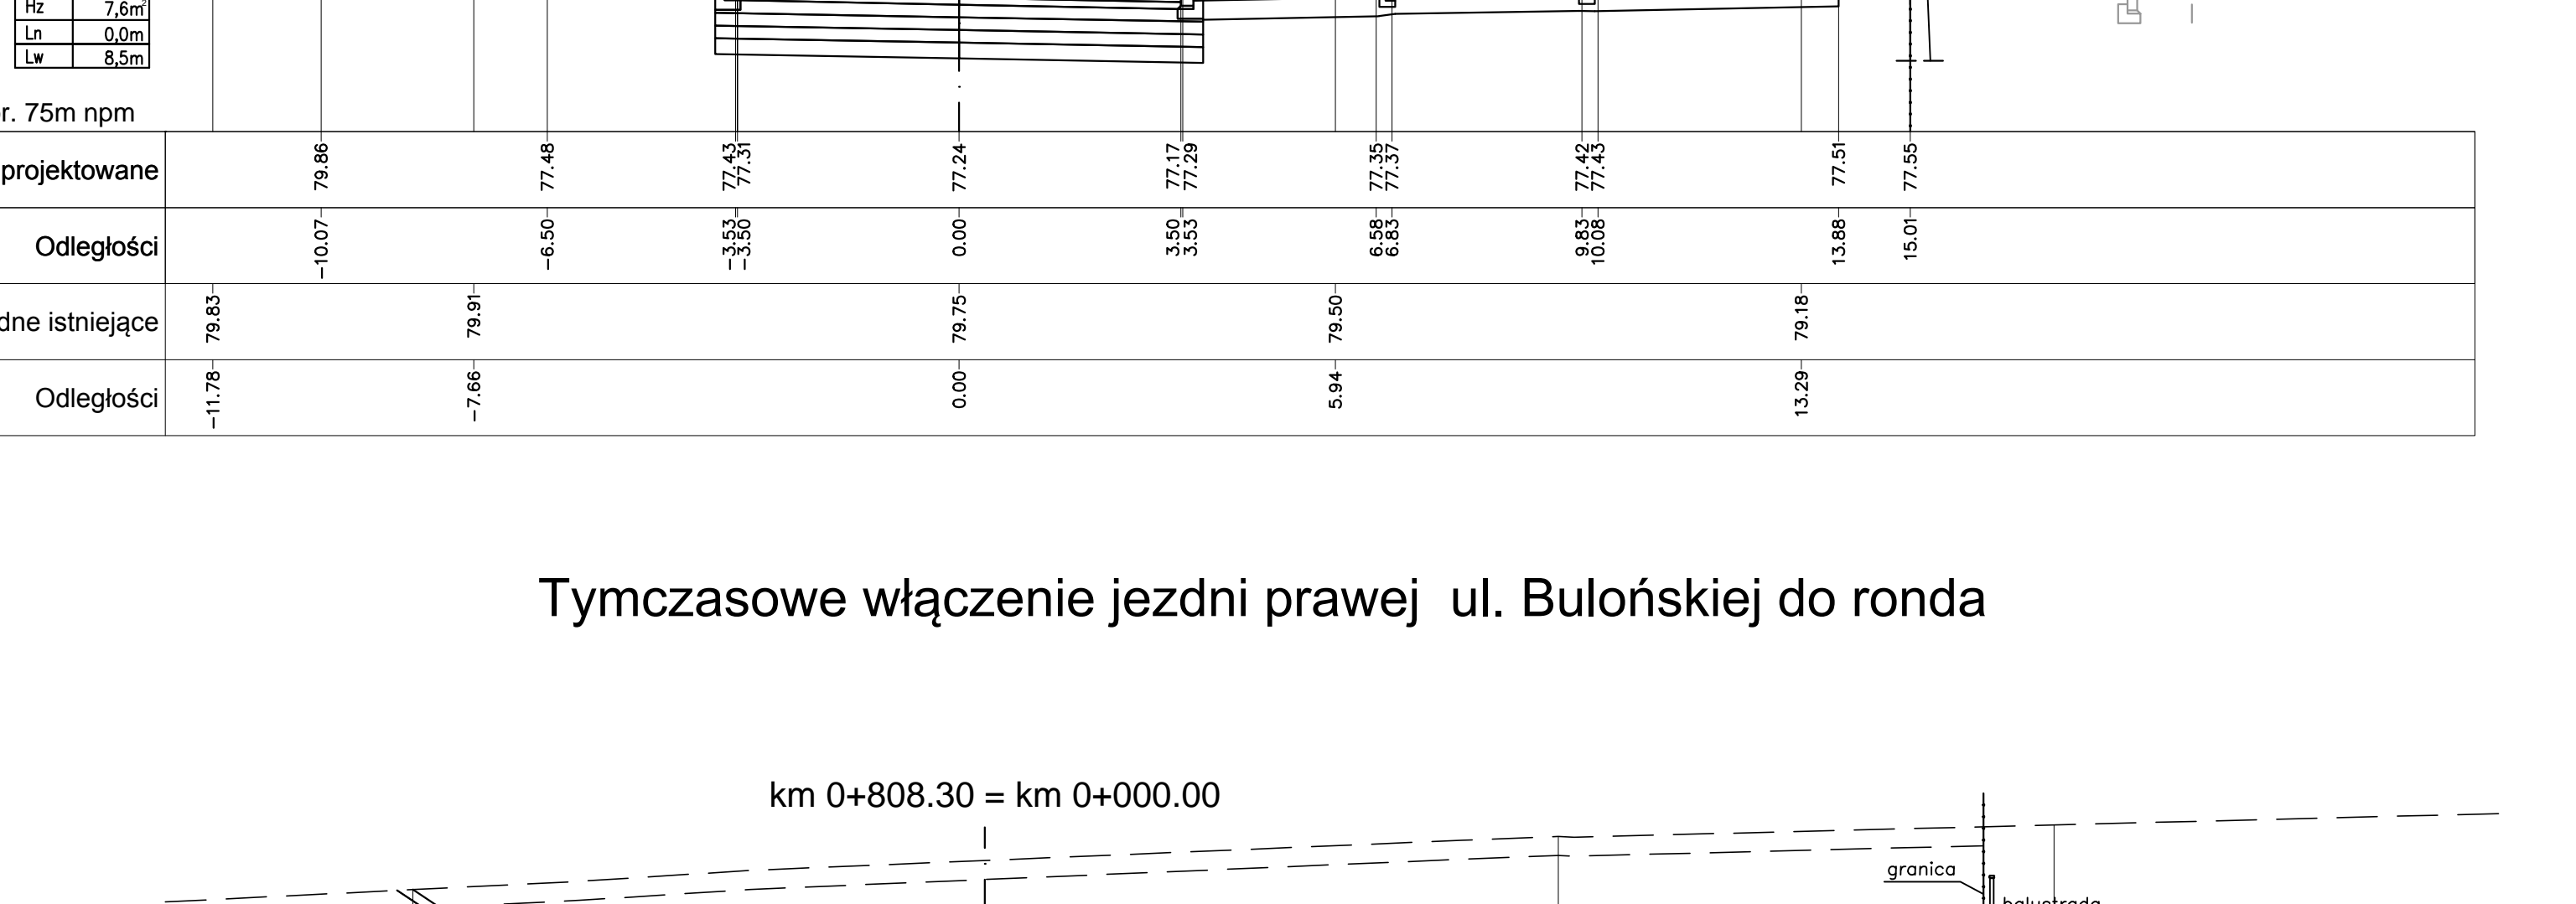 Hz 7,6m²
Ln 0,0m
Lw 8,5m
r. 75m npm
projektowane 79.86 77.48 77.43 77.31 77.24 77.17 77.29 77.35 77.37 77.42 77.43 77.51 77.55
Odległości −10.07 −6.50 −3.53 −3.50 0.00 3.50 3.53 6.58 6.83 9.83 10.08 13.88 15.01
dne istniejące 79.83 79.91 79.75 79.50 79.18
Odległości −11.78 −7.66 0.00 5.94 13.29
Tymczasowe włączenie jezdni prawej ul. Bulońskiej do ronda
km 0+808.30 = km 0+000.00
granica
balustrada